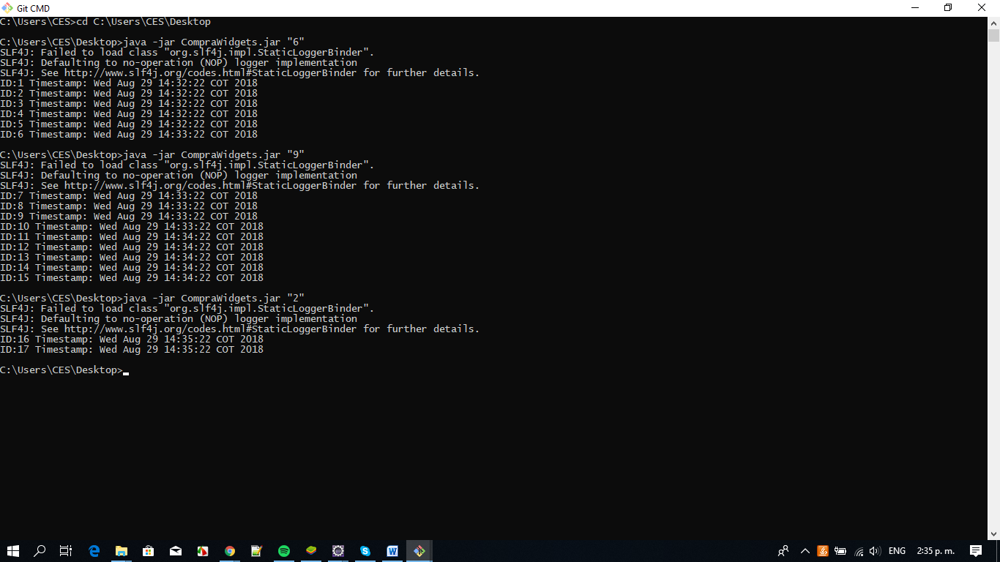 Git CMD
C:\Users\CES>cd C:\Users\CES\Desktop
C:\Users\CES\Desktop>java -jar CompraWidgets.jar "6"
SLF4J: Failed to load class "org.slf4j.impl.StaticLoggerBinder".
SLF4J: Defaulting to no-operation (NOP) logger implementation
SLF4J: See http://www.slf4j.org/codes.html#StaticLoggerBinder for further details.
ID:1 Timestamp: Wed Aug 29 14:32:22 COT 2018
ID:2 Timestamp: Wed Aug 29 14:32:22 COT 2018
ID:3 Timestamp: Wed Aug 29 14:32:22 COT 2018
ID:4 Timestamp: Wed Aug 29 14:32:22 COT 2018
ID:5 Timestamp: Wed Aug 29 14:32:22 COT 2018
ID:6 Timestamp: Wed Aug 29 14:33:22 COT 2018
C:\Users\CES\Desktop>java -jar CompraWidgets.jar "9"
SLF4J: Failed to load class "org.slf4j.impl.StaticLoggerBinder".
SLF4J: Defaulting to no-operation (NOP) logger implementation
SLF4J: See http://www.slf4j.org/codes.html#StaticLoggerBinder for further details.
ID:7 Timestamp: Wed Aug 29 14:33:22 COT 2018
ID:8 Timestamp: Wed Aug 29 14:33:22 COT 2018
ID:9 Timestamp: Wed Aug 29 14:33:22 COT 2018
ID:10 Timestamp: Wed Aug 29 14:33:22 COT 2018
ID:11 Timestamp: Wed Aug 29 14:34:22 COT 2018
ID:12 Timestamp: Wed Aug 29 14:34:22 COT 2018
ID:13 Timestamp: Wed Aug 29 14:34:22 COT 2018
ID:14 Timestamp: Wed Aug 29 14:34:22 COT 2018
ID:15 Timestamp: Wed Aug 29 14:34:22 COT 2018
C:\Users\CES\Desktop>java -jar CompraWidgets.jar "2"
SLF4J: Failed to load class "org.slf4j.impl.StaticLoggerBinder".
SLF4J: Defaulting to no-operation (NOP) logger implementation
SLF4J: See http://www.slf4j.org/codes.html#StaticLoggerBinder for further details.
ID:16 Timestamp: Wed Aug 29 14:35:22 COT 2018
ID:17 Timestamp: Wed Aug 29 14:35:22 COT 2018
C:\Users\CES\Desktop>
ENG 2:35 p. m.